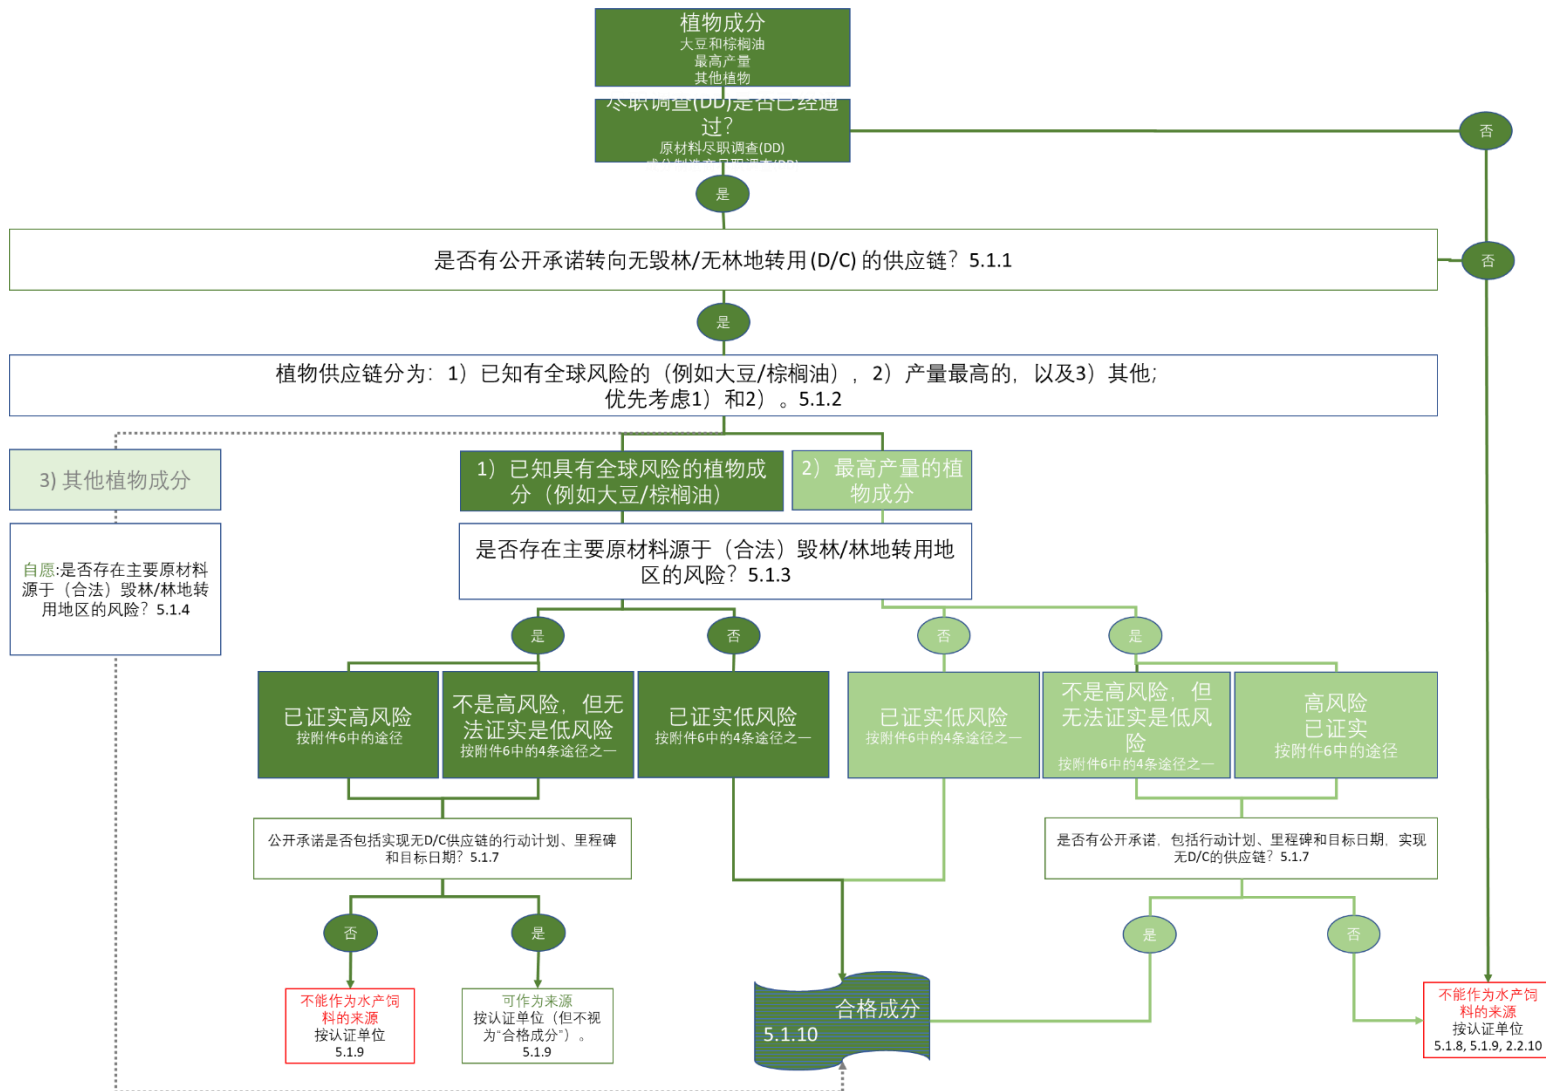 植物成分
大豆和棕榈油
最高产量
其他植物
尽职调查(DD)是否已经通
过？
原材料尽职调查(DD)
成分制造商尽职调查(DD)
否
是
是否有公开承诺转向无毁林/无林地转用(D/C) 的供应链？5.1.1
否
是
植物供应链分为：1）已知有全球风险的（例如大豆/棕榈油），2）产量最高的，以及3）其他；
优先考虑1）和2）。5.1.2
3) 其他植物成分
1）已知具有全球风险的植物成
分（例如大豆/棕榈油）
2）最高产量的植
物成分
自愿:是否存在主要原材料
源于（合法）毁林/林地转
用地区的风险？5.1.4
是否存在主要原材料源于（合法）毁林/林地转用地
区的风险？5.1.3
是
否
否
是
已证实高风险
按附件6中的途径
不是高风险，但无
法证实是低风险
按附件6中的4条途径之一
已证实低风险
按附件6中的4条途径之一
已证实低风险
按附件6中的4条途径之一
不是高风险，但
无法证实是低风
险
按附件6中的4条途径之一
高风险
已证实
按附件6中的途径
公开承诺是否包括实现无D/C供应链的行动计划、里程碑
和目标日期？5.1.7
是否有公开承诺，包括行动计划、里程碑和目标日期，实现
无D/C的供应链？5.1.7
否
是
是
否
不能作为水产饲
料的来源
按认证单位
5.1.9
可作为来源
按认证单位（但不视
为“合格成分”）。
5.1.9
合格成分
5.1.10
不能作为水产饲
料的来源
按认证单位
5.1.8, 5.1.9, 2.2.10